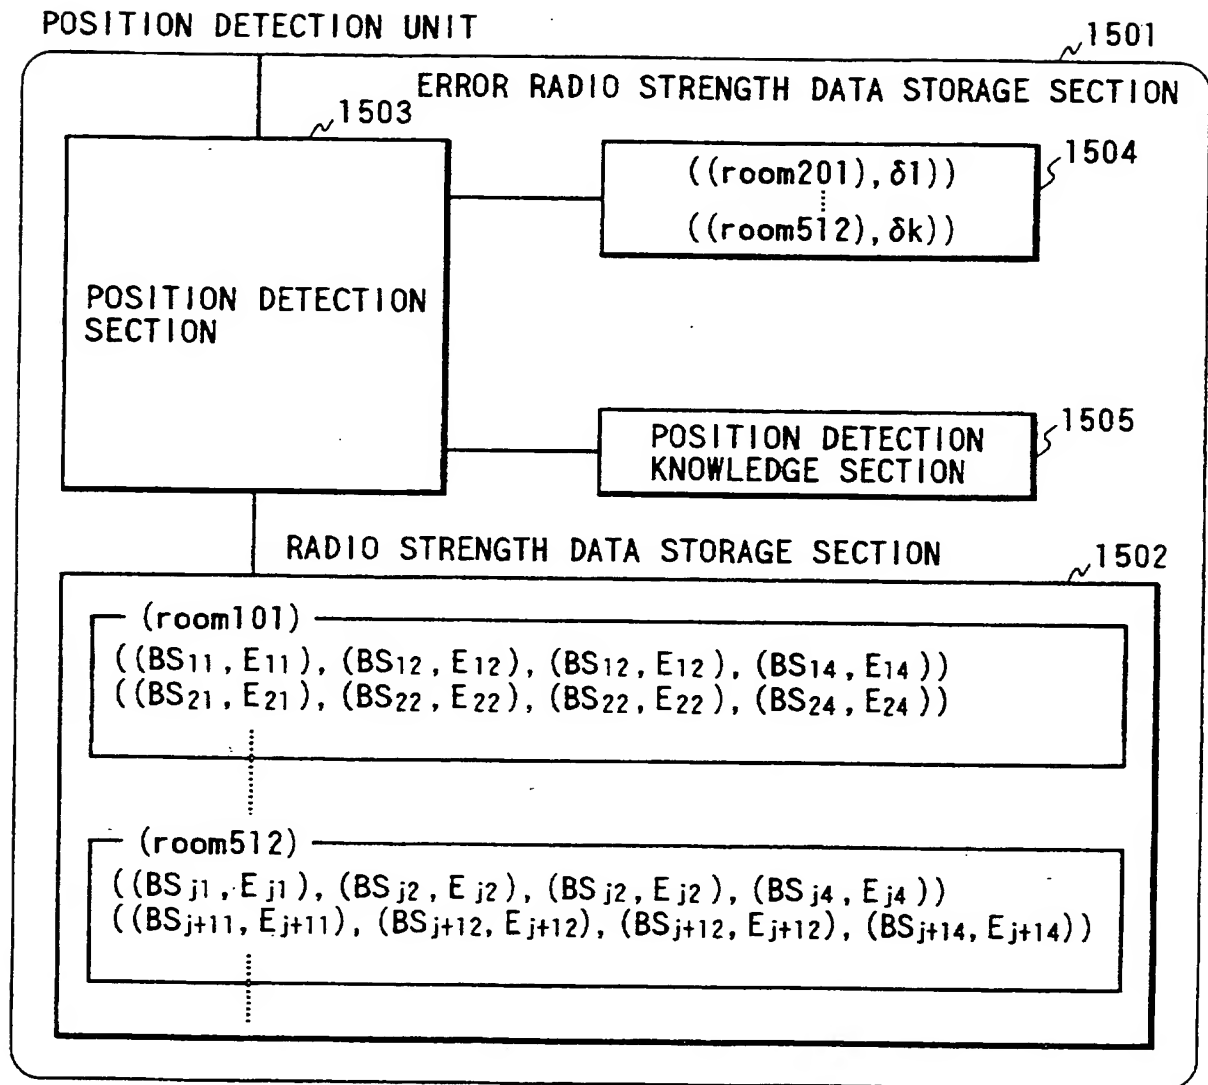 POSITION DETECTION UNIT
1501
ERROR RADIO STRENGTH DATA STORAGE SECTION
1503
1504
((room201),δ1))
((room512),δk))
POSITION DETECTION
SECTION
1505
POSITION DETECTION
KNOWLEDGE SECTION
RADIO STRENGTH DATA STORAGE SECTION
1502
(room101)
((BS11,E11),(BS12,E12),(BS12,E12),(BS14,E14))
((BS21,E21),(BS22,E22),(BS22,E22),(BS24,E24))
(room512)
((BSj1,Ej1),(BSj2,Ej2),(BSj2,Ej2),(BSj4,Ej4))
((BSj+11,Ej+11),(BSj+12,Ej+12),(BSj+12,Ej+12),(BSj+14,Ej+14))